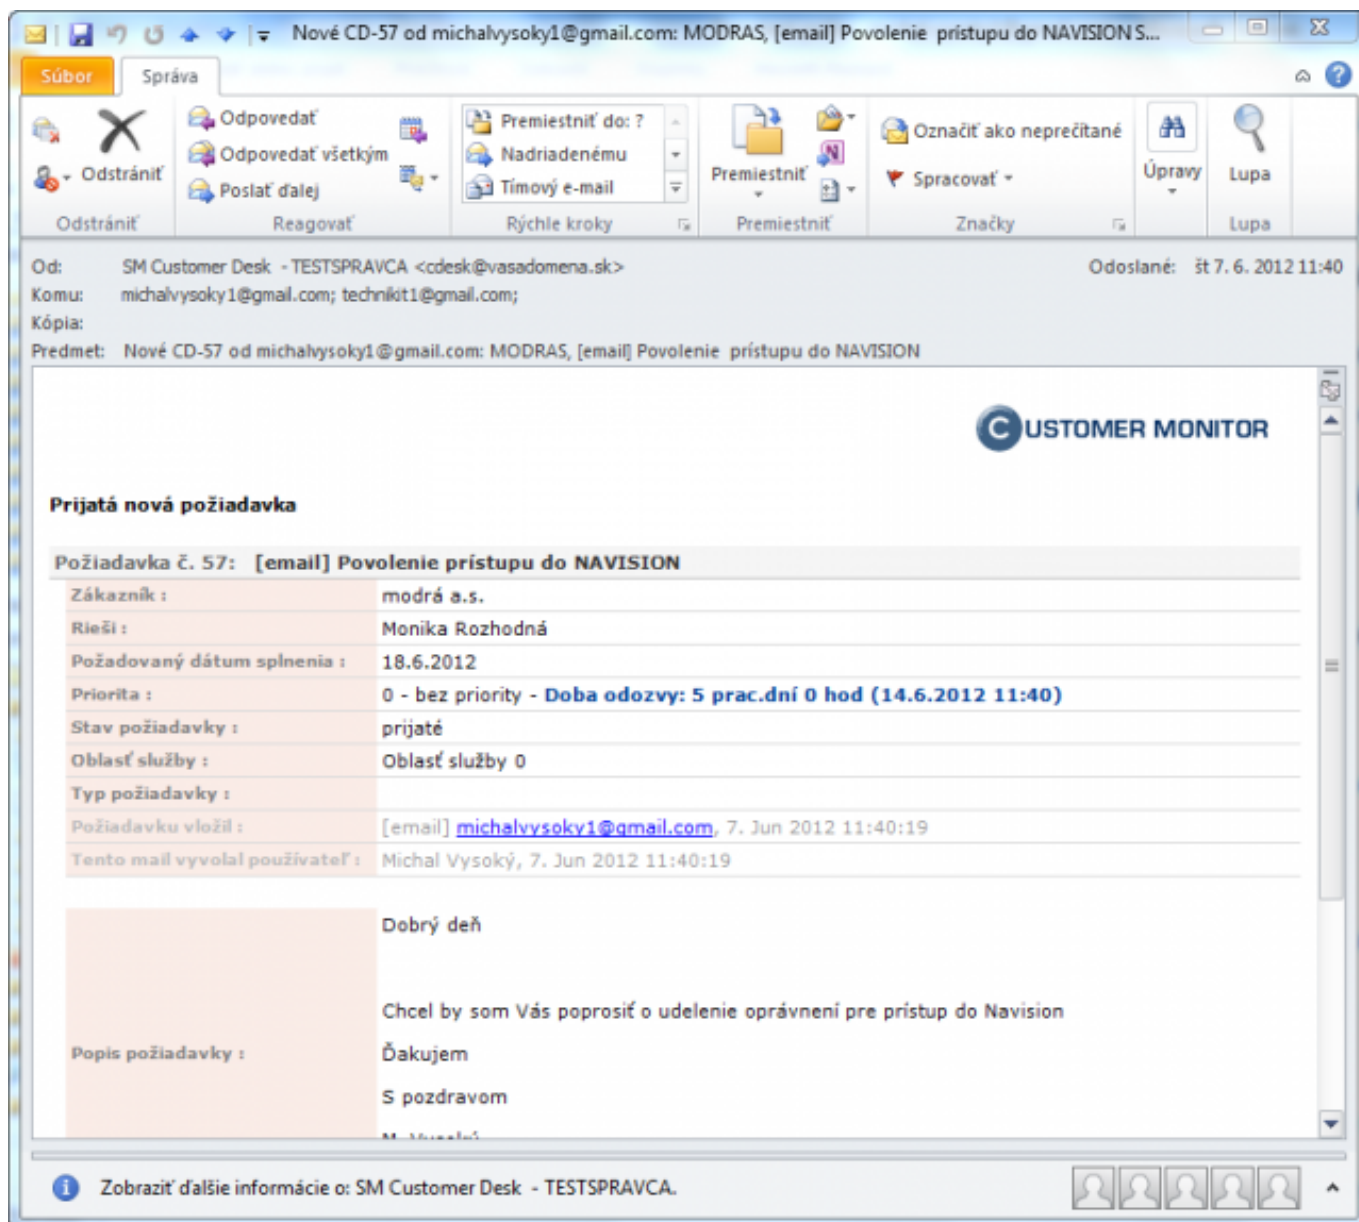 Nové CD-57 od michalvysoky1@gmail.com: MODRAS, [email] Povolenie prístupu do NAVISION S...
Súbor Správa
Odstrániť
Odpovedať
Odpovedať všetkým
Poslať ďalej
Premiestniť do: ?
Nadriadenému
Tímový e-mail
Premiestniť
Označiť ako neprečítané
Spracovať
Úpravy
Lupa
Odstrániť Reagovať Rýchle kroky Premiestniť Značky Lupa
Od: SM Customer Desk - TESTSPRAVCA <cdesk@vasadomena.sk> Odoslané: št 7. 6. 2012 11:40
Komu: michalvysoky1@gmail.com; technikit1@gmail.com;
Kópia:
Predmet: Nové CD-57 od michalvysoky1@gmail.com: MODRAS, [email] Povolenie prístupu do NAVISION
CUSTOMER MONITOR
Prijatá nová požiadavka
Požiadavka č. 57: [email] Povolenie prístupu do NAVISION
Zákazník : modrá a.s.
Rieši : Monika Rozhodná
Požadovaný dátum splnenia : 18.6.2012
Priorita : 0 - bez priority - Doba odozvy: 5 prac.dní 0 hod (14.6.2012 11:40)
Stav požiadavky : prijaté
Oblasť služby : Oblasť služby 0
Typ požiadavky :
Požiadavku vložil : [email] michalvysoky1@gmail.com, 7. Jun 2012 11:40:19
Tento mail vyvolal používateľ : Michal Vysoký, 7. Jun 2012 11:40:19
Dobrý deň
Chcel by som Vás poprosiť o udelenie oprávnení pre prístup do Navision
Popis požiadavky : Ďakujem
S pozdravom
Zobraziť ďalšie informácie o: SM Customer Desk - TESTSPRAVCA.